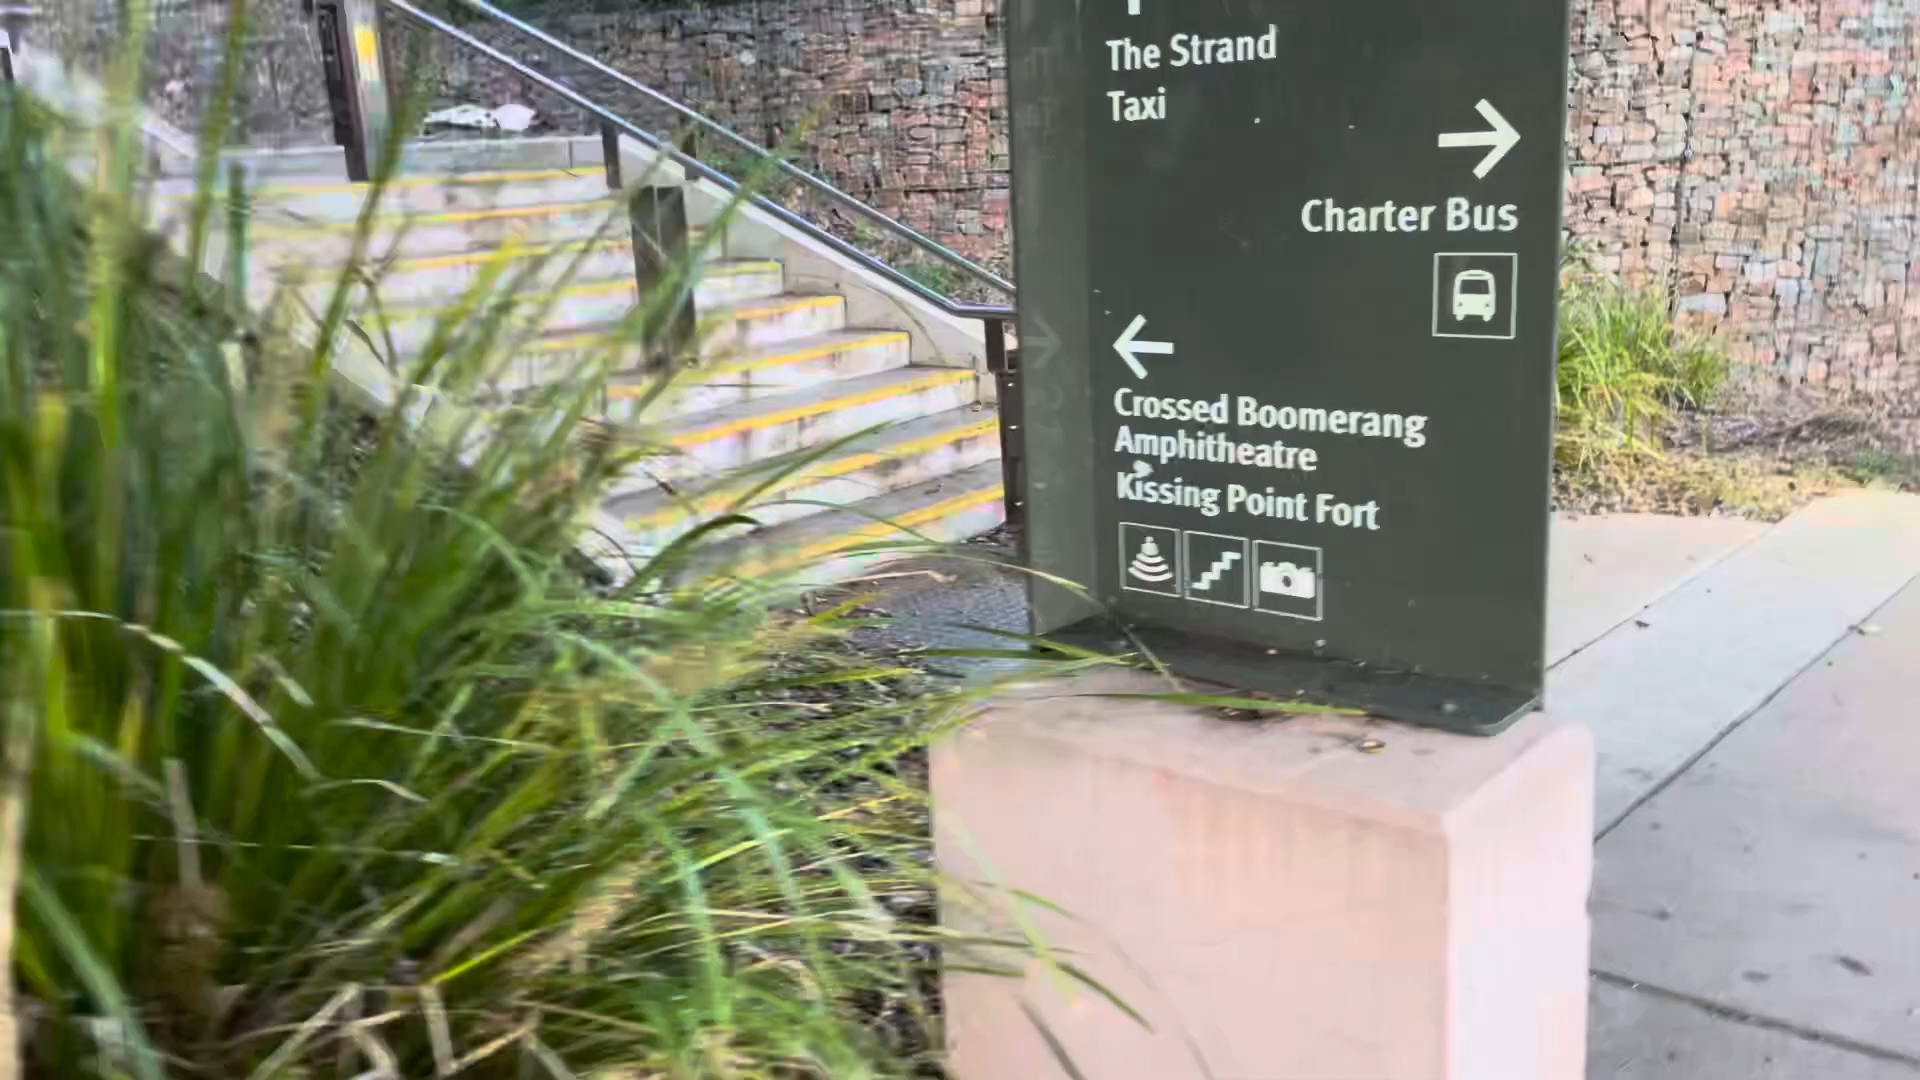 The Strand
Taxi
Charter Bus
Crossed Boomerang
Amphitheatre
Kissing Point Fort